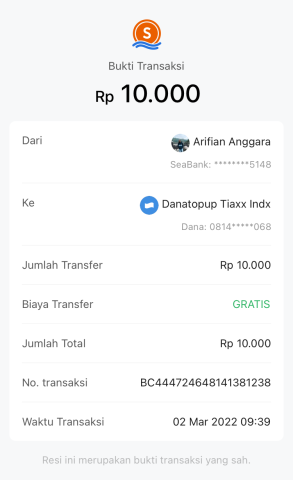 S
Bukti Transaksi
Rp 10.000
Dari
Arifian Anggara
SeaBank: ********5148
Ke
Danatopup Tiaxx Indx
Dana: 0814*****068
Jumlah Transfer Rp 10.000
Biaya Transfer GRATIS
Jumlah Total Rp 10.000
No. transaksi BC444724648141381238
Waktu Transaksi 02 Mar 2022 09:39
Resi ini merupakan bukti transaksi yang sah.